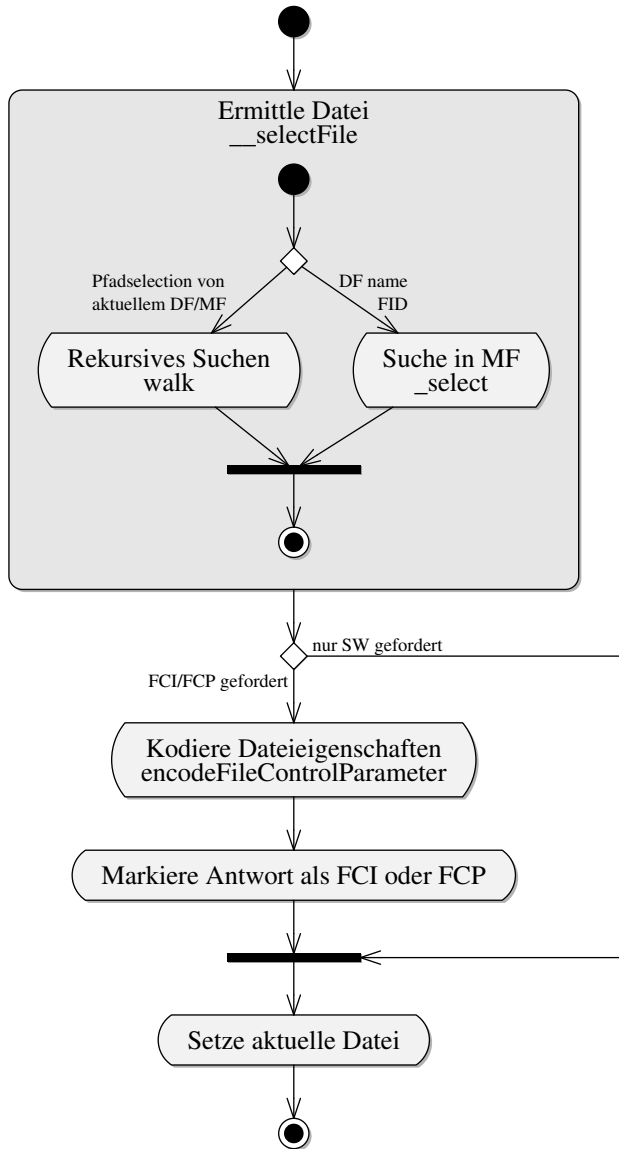 Ermittle Datei
__selectFile
Pfadselection von
aktuellem DF/MF
DF name
FID
Rekursives Suchen
walk
Suche in MF
_select
nur SW gefordert
FCI/FCP gefordert
Kodiere Dateieigenschaften
encodeFileControlParameter
Markiere Antwort als FCI oder FCP
Setze aktuelle Datei